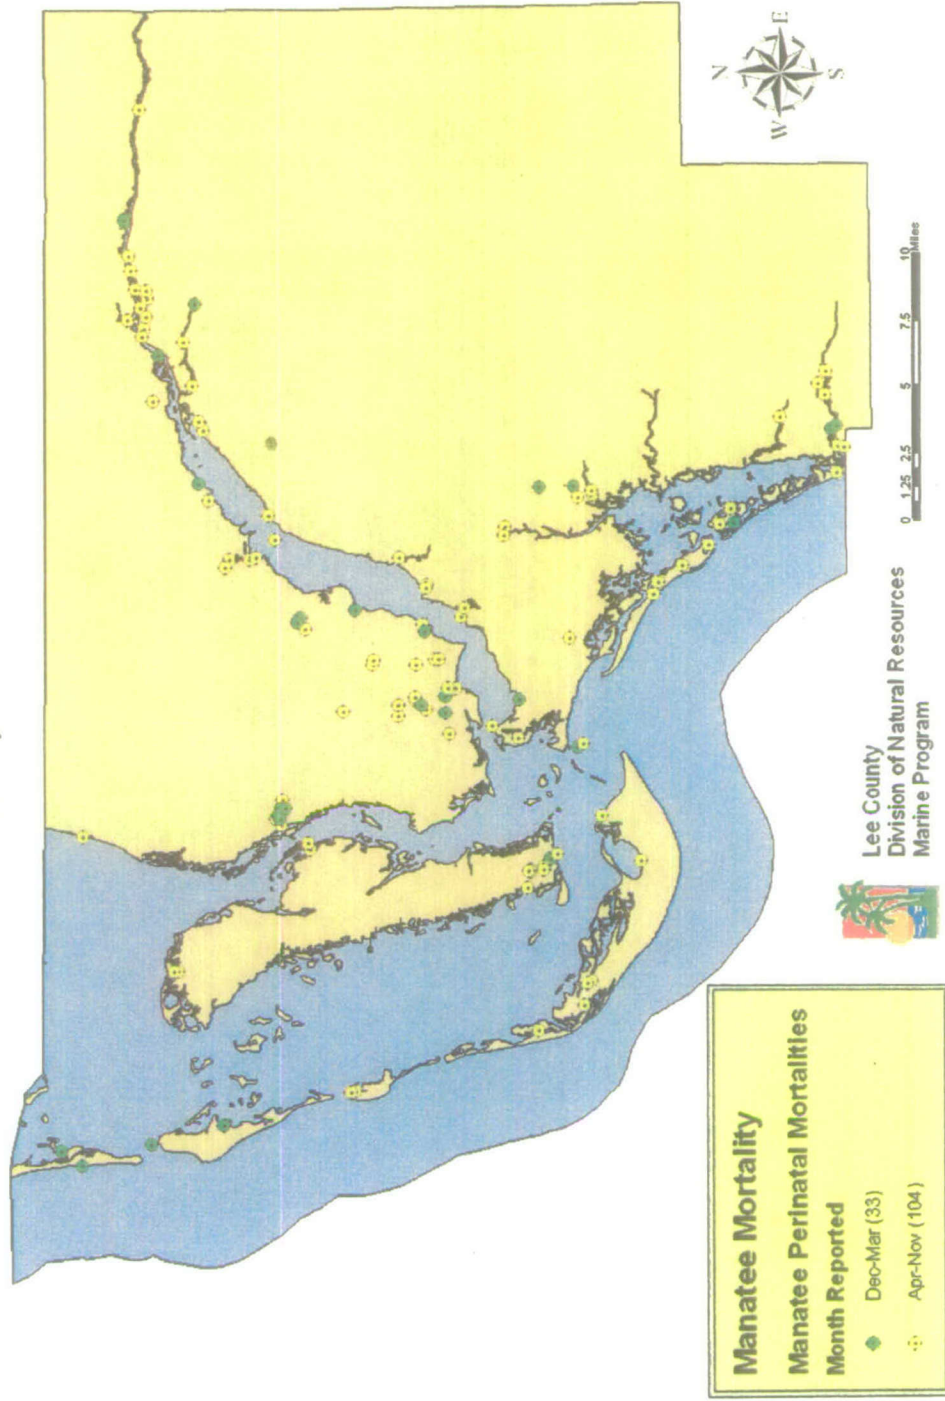 N
W
E
S
0 1.25 2.5 5 7.5 10
Miles
Lee County
Division of Natural Resources
Marine Program
Manatee Mortality
Manatee Perinatal Mortalities
Month Reported
Dec-Mar (33)
Apr-Nov (104)